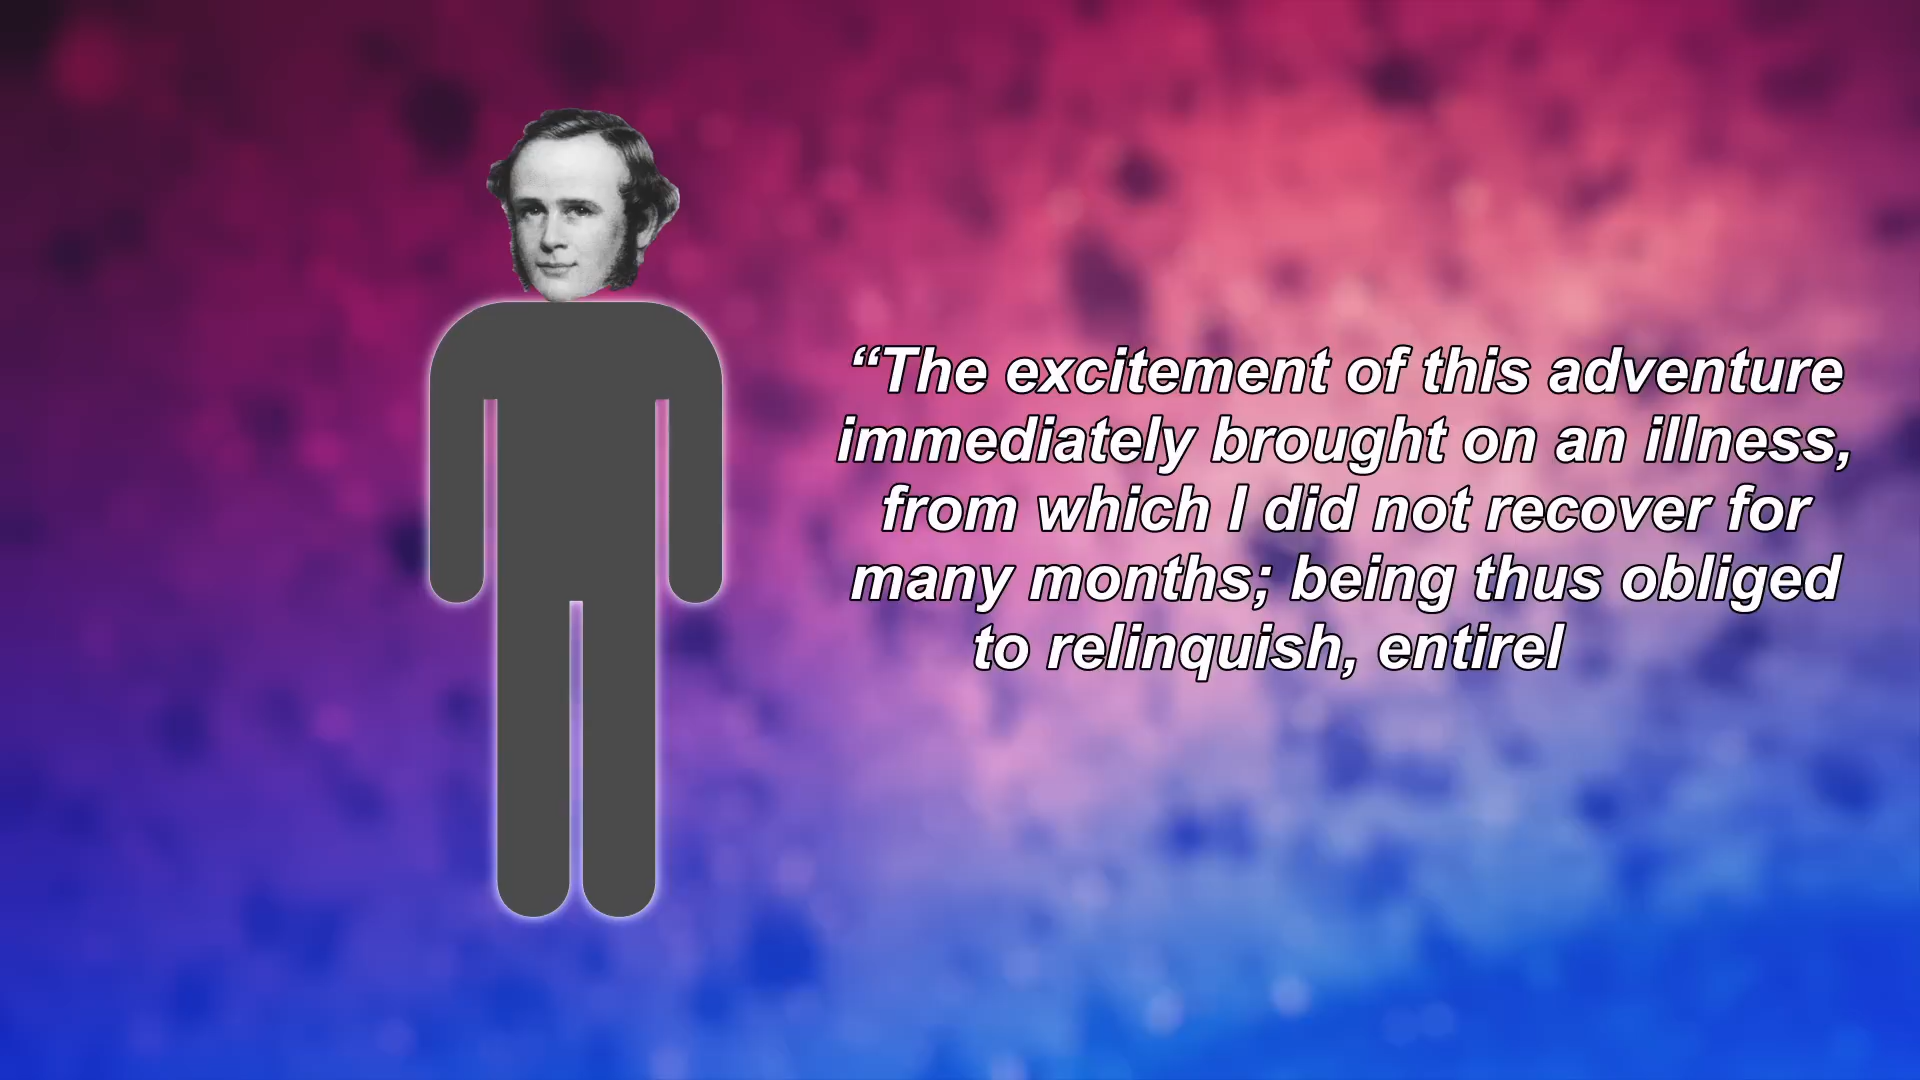 “The excitement of this adventure
immediately brought on an illness,
from which I did not recover for
many months; being thus obliged
to relinquish, entirel